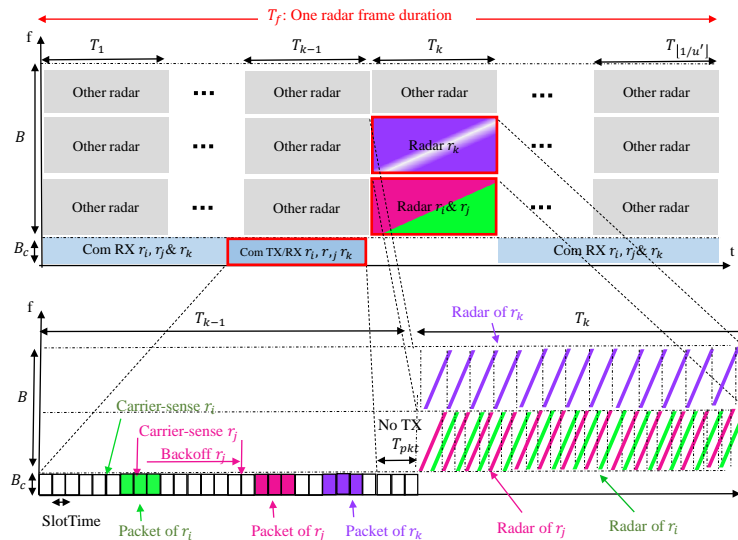 T_f: One radar frame duration
f
T_1
T_{k-1}
T_k
T_{⌊1/u'⌋}
Other radar
...
Other radar
Other radar
...
Other radar
B
Other radar
...
Other radar
Radar r_k
...
Other radar
Other radar
...
Other radar
Radar r_i& r_j
...
Other radar
B_c
Com RX r_i, r_j& r_k
Com TX/RX r_i, r_{,j} r_k
Com RX r_i, r_j& r_k
t
f
T_{k-1}
Radar of r_k
T_k
B
Carrier-sense r_i
Carrier-sense r_j
Backoff r_j
No TX
T_{pkt}
B_c
SlotTime
Packet of r_i
Packet of r_j
Packet of r_k
Radar of r_j
Radar of r_i